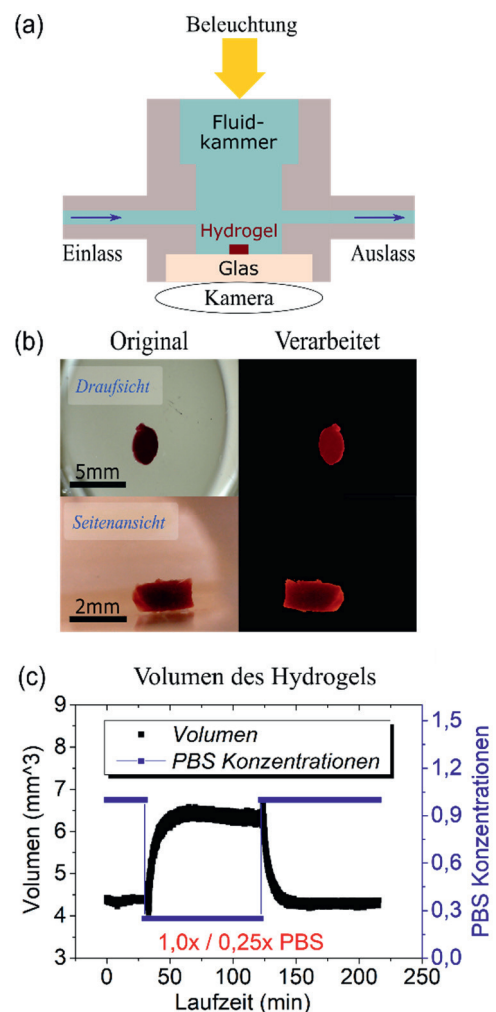 (a)
Beleuchtung
Fluid-
kammer
Hydrogel
Einlass
Auslass
Glas
Kamera
(b)
Original
Verarbeitet
Draufsicht
5mm
Seitenansicht
2mm
(c)
Volumen des Hydrogels
9
8
7
6
5
4
3
Volumen (mm^3)
Volumen
PBS Konzentrationen
1,5
1,2
0,9
0,6
0,3
0,0
PBS Konzentrationen
1,0x / 0,25x PBS
0
50
100
150
200
250
Laufzeit (min)